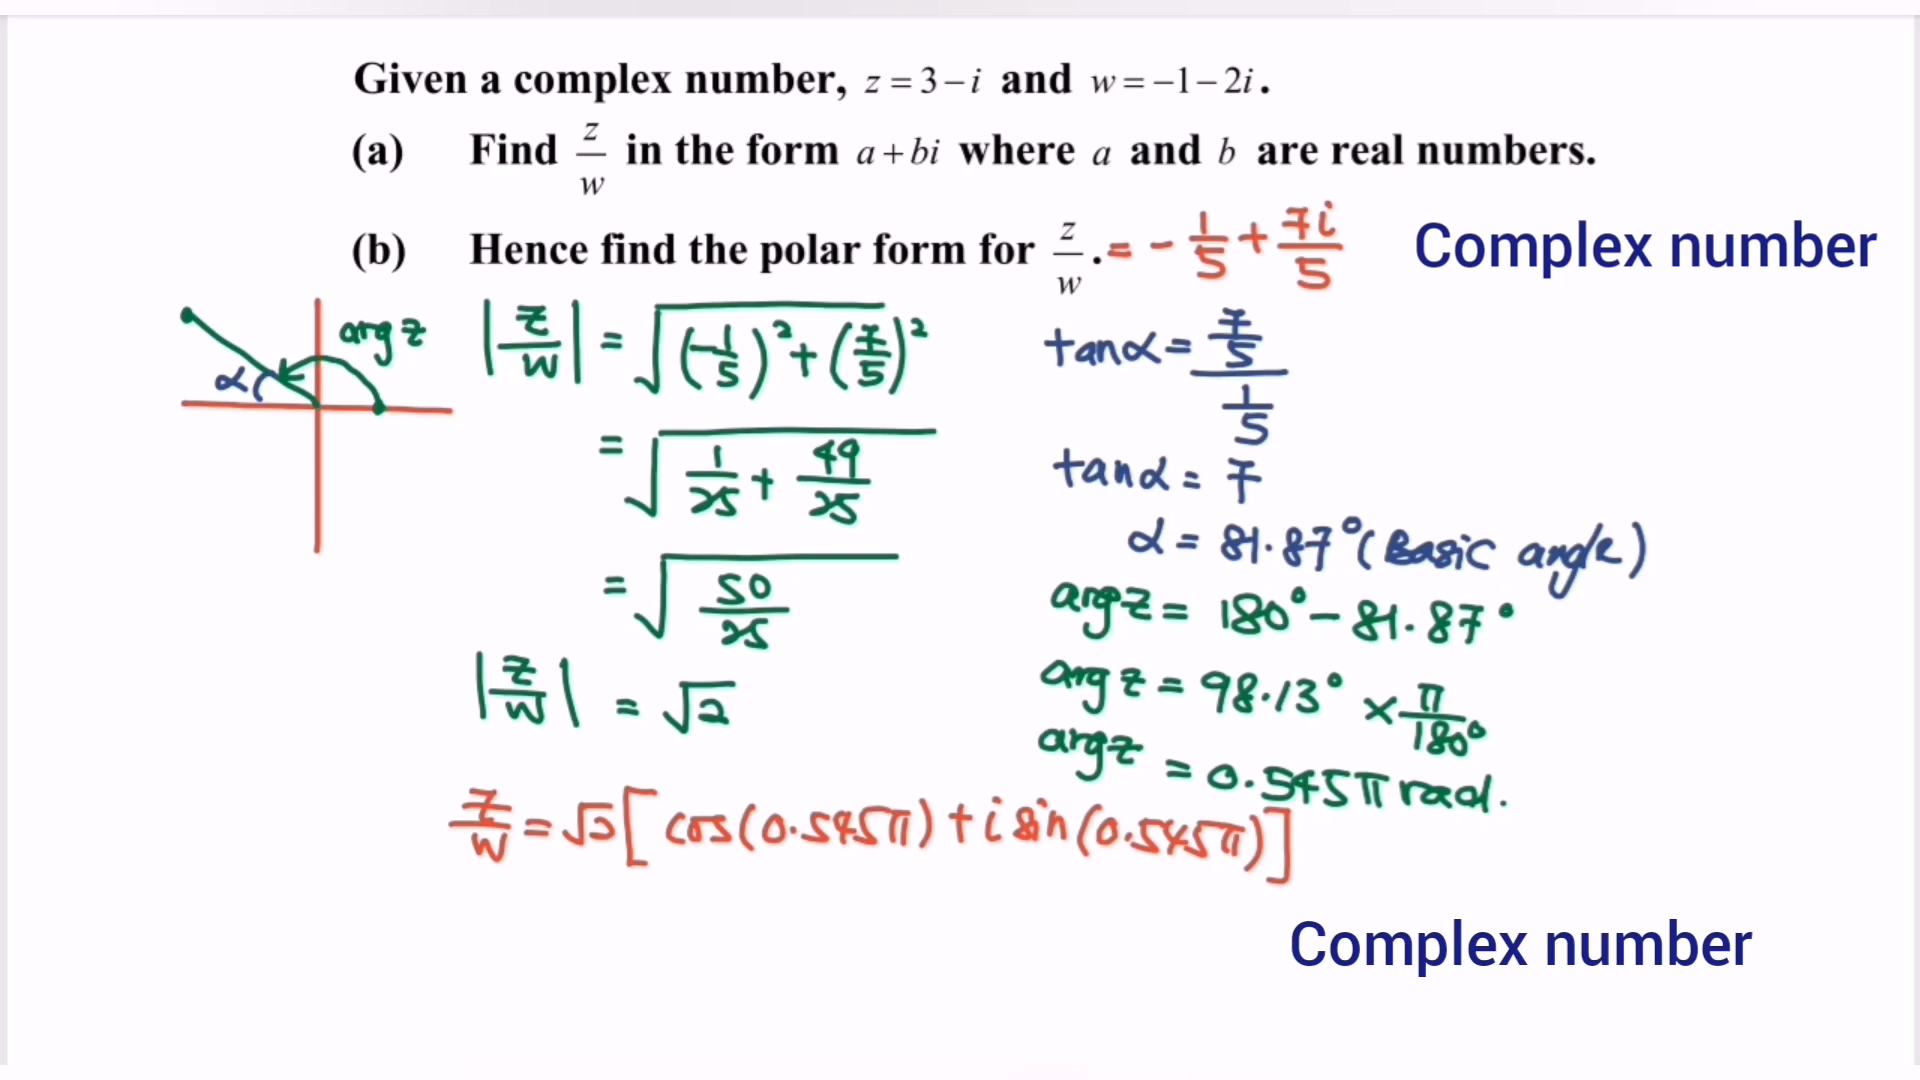 Given a complex number, z = 3 − i and w = −1 − 2i.
(a) Find z/w in the form a + bi where a and b are real numbers.
(b) Hence find the polar form for z/w. = − 1/5 + 7i/5
Complex number
arg z
α
|z/w| = √((−1/5)² + (7/5)²)
= √(1/25 + 49/25)
= √(50/25)
|z/w| = √2
tanα = (7/5)/(1/5)
tanα = 7
α = 81.87° (Basic angle)
arg z = 180° − 81.87°
arg z = 98.13° × π/180°
arg z = 0.545π rad.
z/w = √2 [cos(0.545π) + i sin(0.545π)]
Complex number